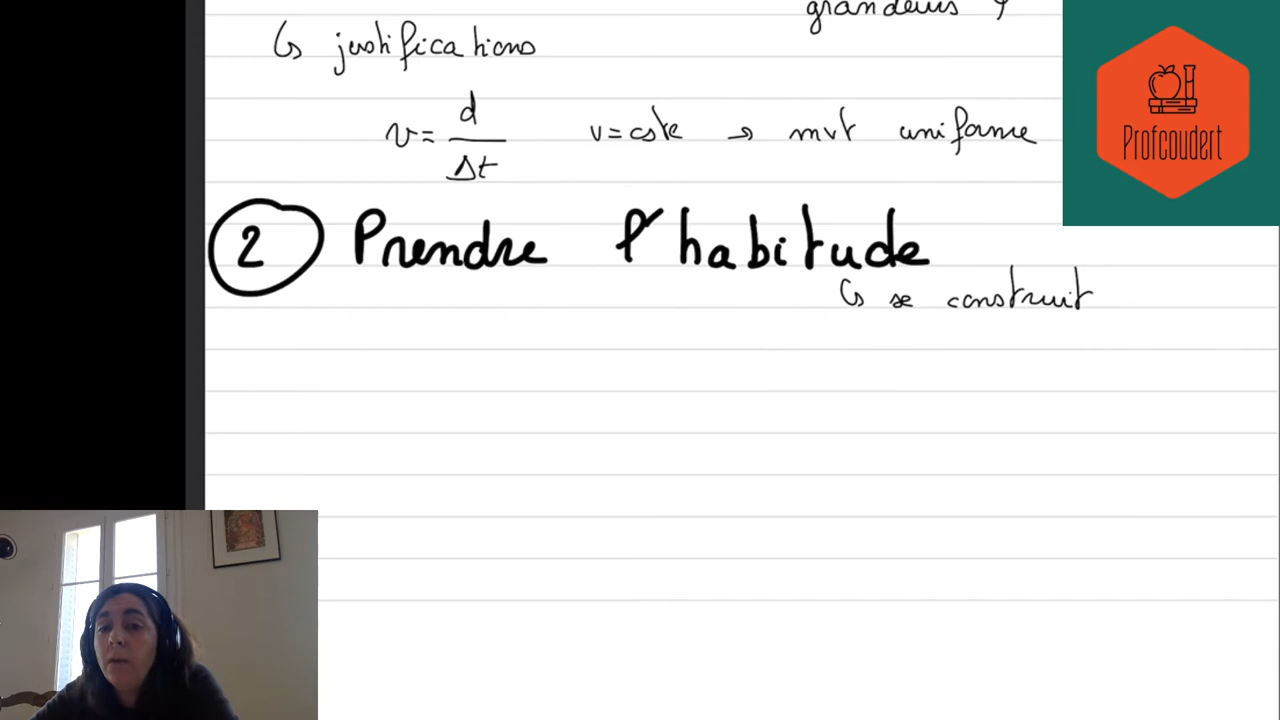 grandeurs
↳ justifications
v = d / Δt v = cste → mvt uniforme
2 Prendre l'habitude
↳ se construit
Profcoudert